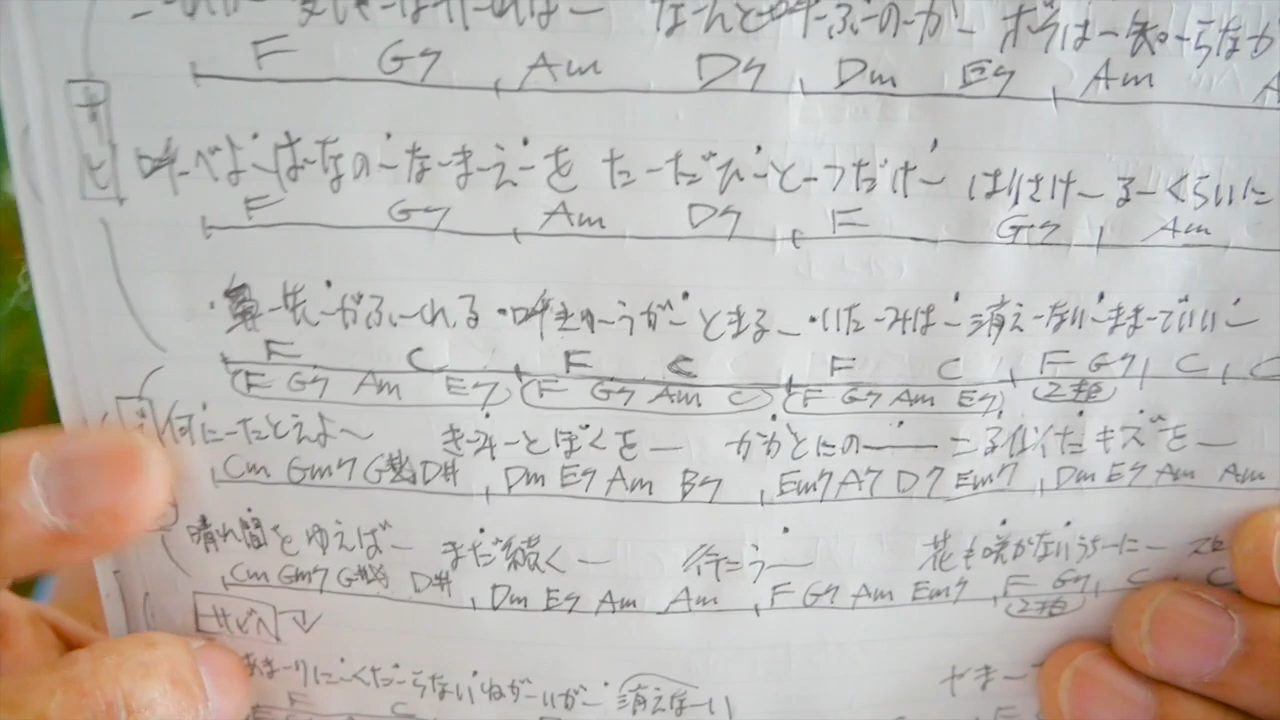 なーんと呼ーぶーのーかー ボクはー知ーらなか
F G7 Am D7 Dm E7 Am A
サビ 呼ーべよーばーなのーなーまーえーを たーだひーとーつだけー はりさけーるーくらいに
F G7 Am D7 F G7 Am
鼻ー先ーがふーれる 呼きゅーうがーとまるー いたーみはー消えーないーままーでいいー
F C F C F C F G7 C C
(F G7 Am E7) (F G7 Am C) (F G7 Am E7) (2拍)
何にーたとえよー きーみーとぼくをー かかとにのーー こる似くたキズをー
Cm Gm7 G# D# Dm E7 Am B7 Em7 A7 D7 Em7 Dm E7 Am Am
晴れ間とゆえばー まだ続くー 行こうー 花も咲かないうちーにー
Cm Gm7 G# D# Dm E7 Am Am F G7 Am Em7 F G7 C C
(2拍)
サビへ
あまーりにーくだーらないねがーいがー 消えなーい やまー
F C